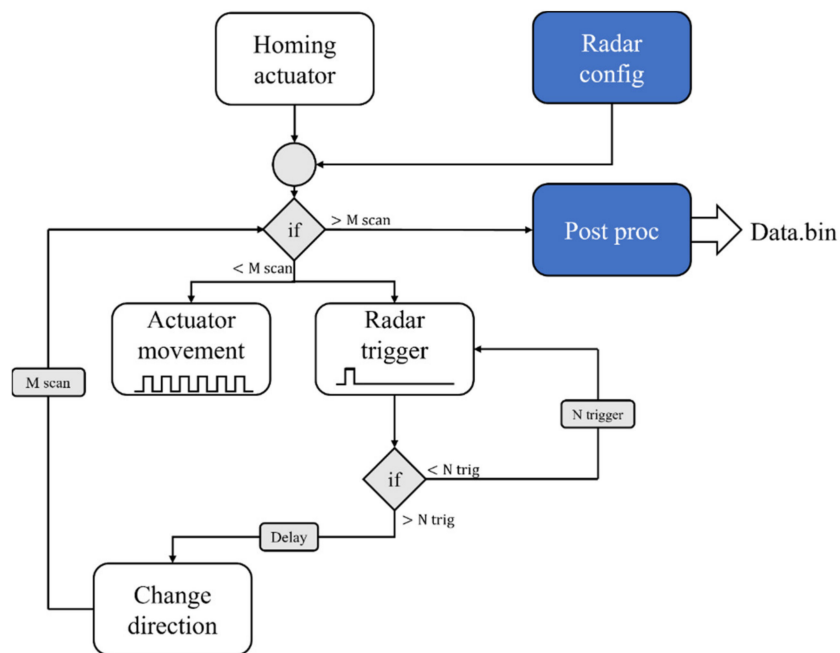 Homing
actuator
Radar
config
if
> M scan
Post proc
Data.bin
< M scan
Actuator
movement
Radar
trigger
M scan
N trigger
if
< N trig
> N trig
Delay
Change
direction